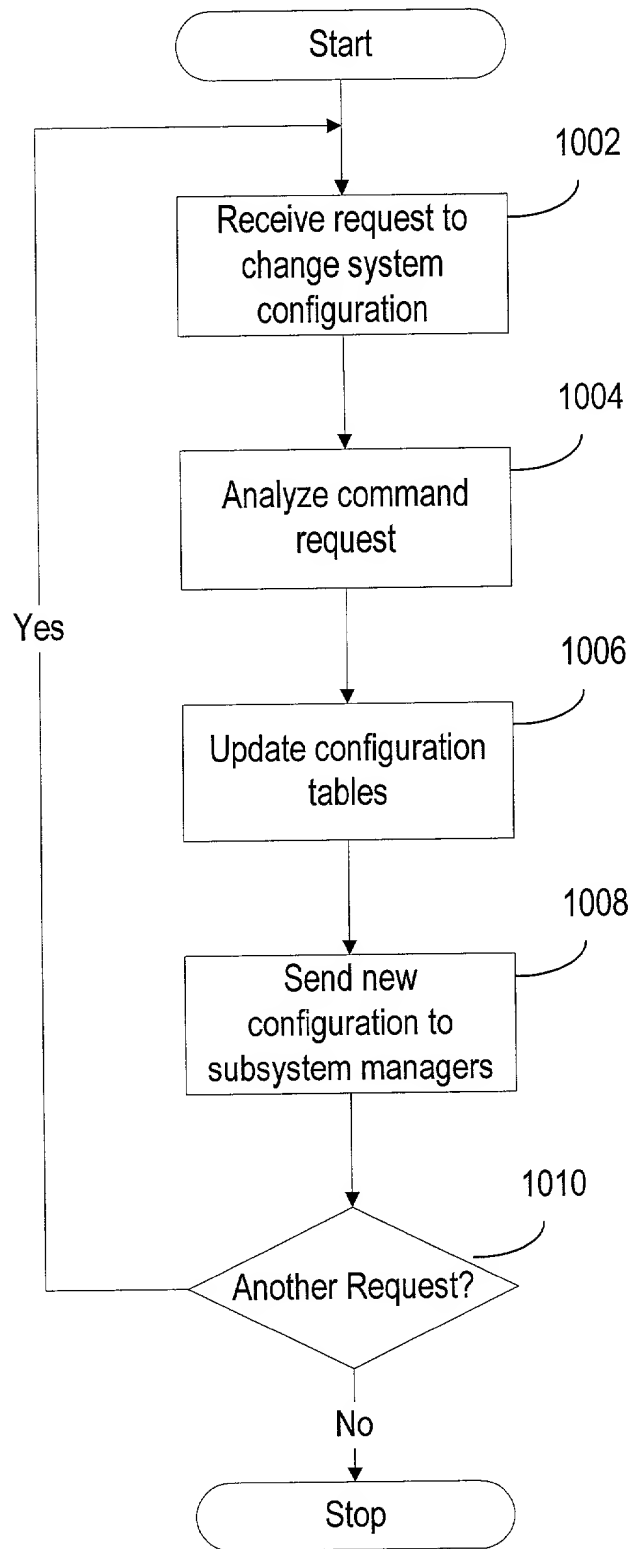 Start
1002
Receive request to
change system
configuration
1004
Analyze command
request
Yes
1006
Update configuration
tables
1008
Send new
configuration to
subsystem managers
1010
Another Request?
No
Stop